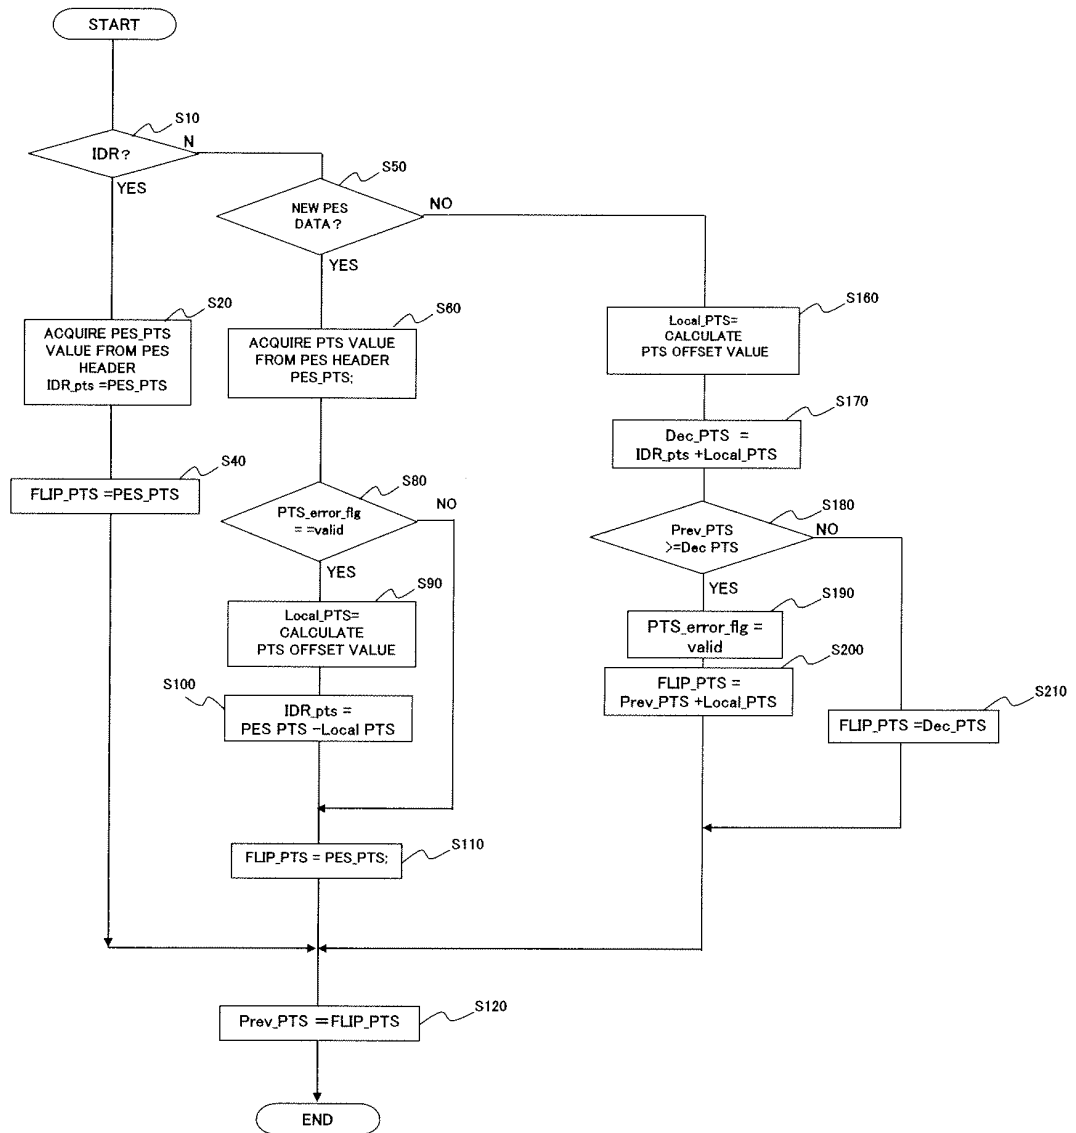 START
S10
IDR?
N
YES
S50
NEW PES
DATA?
NO
YES
S20
ACQUIRE PES_PTS
VALUE FROM PES
HEADER
IDR_pts =PES_PTS
S60
ACQUIRE PTS VALUE
FROM PES HEADER
PES_PTS;
S160
Local_PTS=
CALCULATE
PTS OFFSET VALUE
S170
Dec_PTS =
IDR_pts +Local_PTS
S40
FLIP_PTS =PES_PTS
S80
PTS_error_flg
= =valid
NO
YES
S180
Prev_PTS
>=Dec PTS
NO
YES
S90
Local_PTS=
CALCULATE
PTS OFFSET VALUE
S190
PTS_error_flg =
valid
S200
FLIP_PTS =
Prev_PTS +Local_PTS
S100
IDR_pts =
PES PTS -Local PTS
S210
FLIP_PTS =Dec_PTS
S110
FLIP_PTS = PES_PTS;
S120
Prev_PTS =FLIP_PTS
END